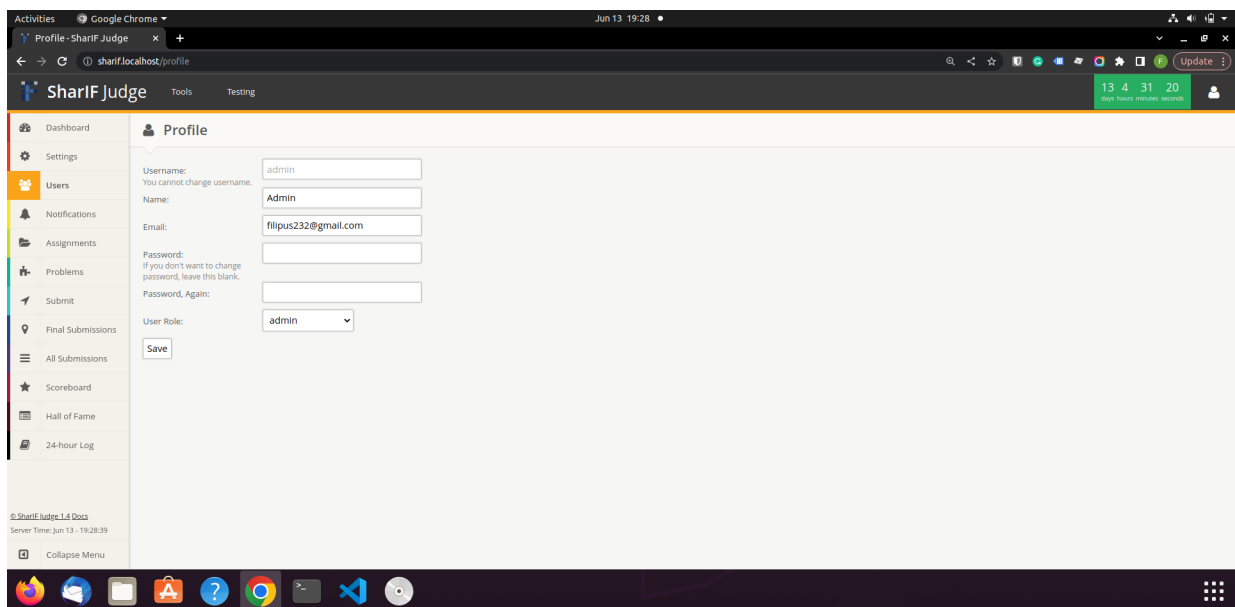 Activities Google Chrome Jun 13 19:28
Profile - SharIF Judge
sharif.localhost/profile Update
SharIF Judge Tools Testing 13 4 31 20
days hours minutes seconds
Dashboard
Settings
Users
Notifications
Assignments
Problems
Submit
Final Submissions
All Submissions
Scoreboard
Hall of Fame
24-hour Log
© SharIF Judge 1.4 Docs
Server Time: Jun 13 - 19:28:39
Collapse Menu
Profile
Username: admin
You cannot change username.
Name: Admin
Email: filipus232@gmail.com
Password:
If you don't want to change
password, leave this blank.
Password, Again:
User Role: admin
Save